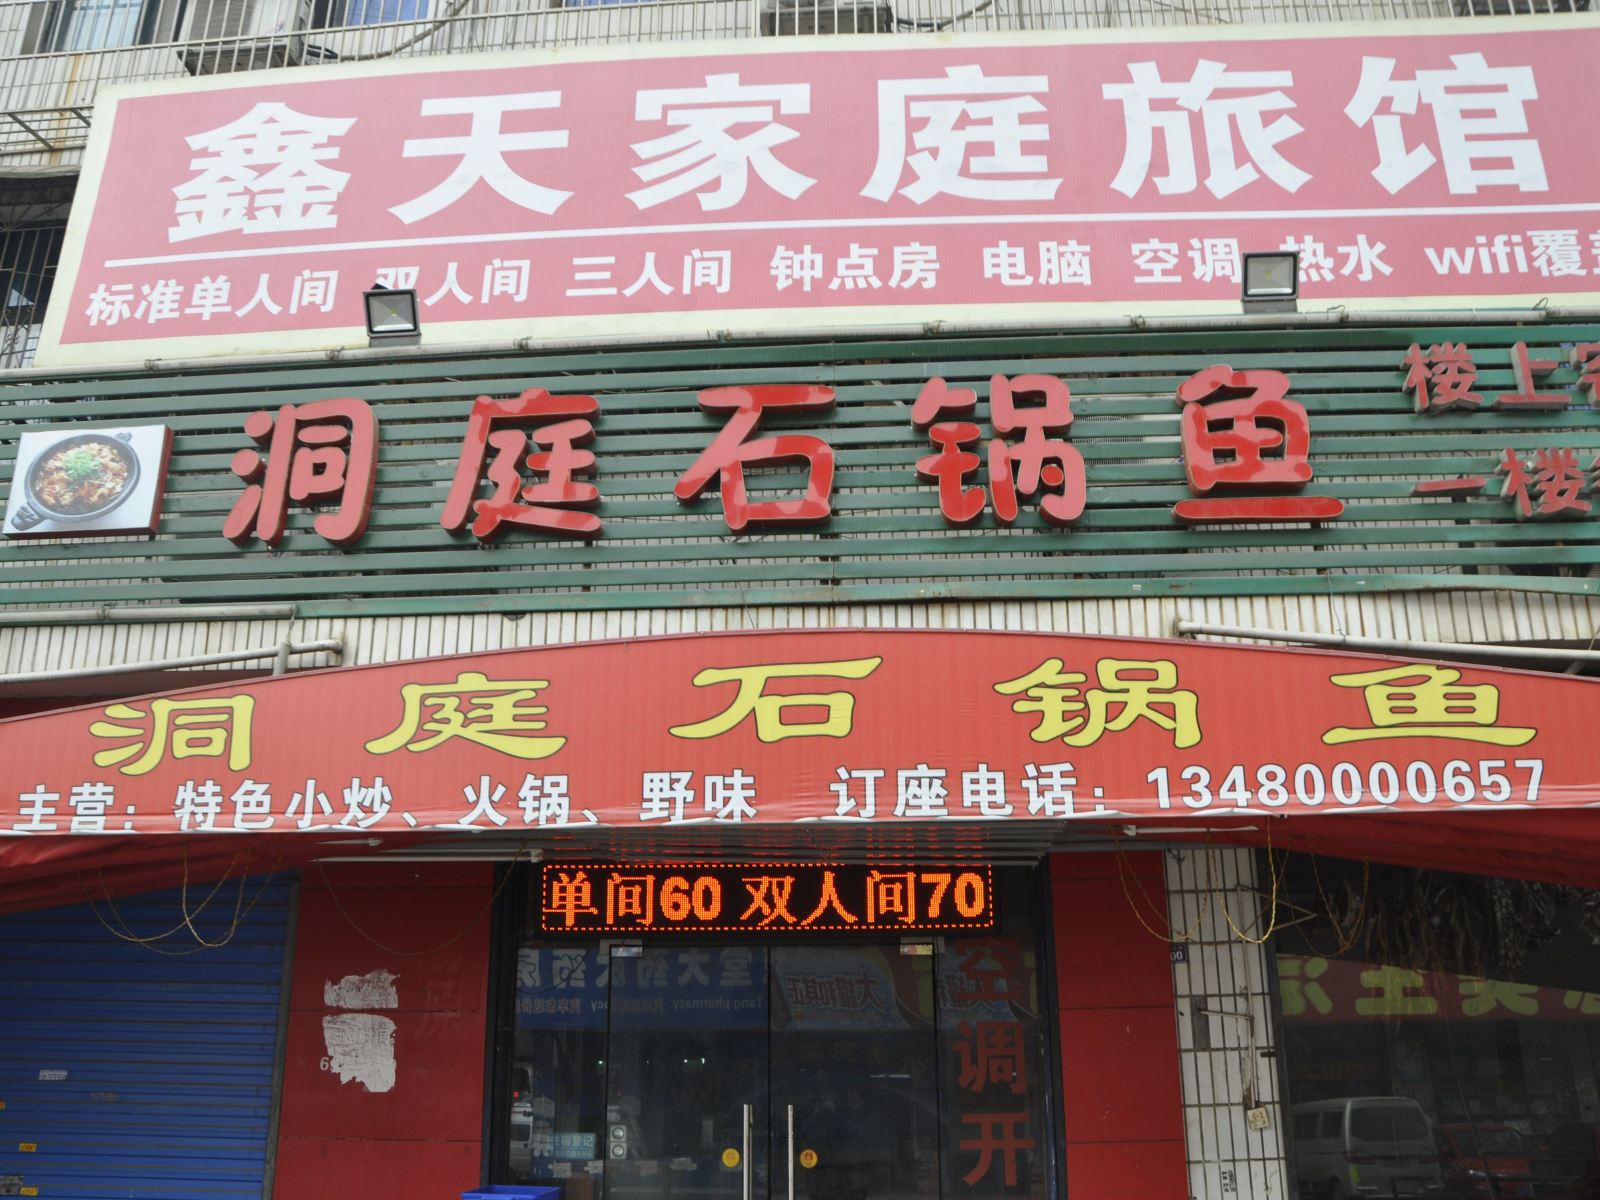 鑫天家庭旅馆
标准单人间 双人间 三人间 钟点房 电脑 空调 热水 wifi覆盖
洞庭石锅鱼
楼上客
一楼
洞庭石锅鱼
主营：特色小炒、火锅、野味 订座电话：13480000657
单间60 双人间70
空调开